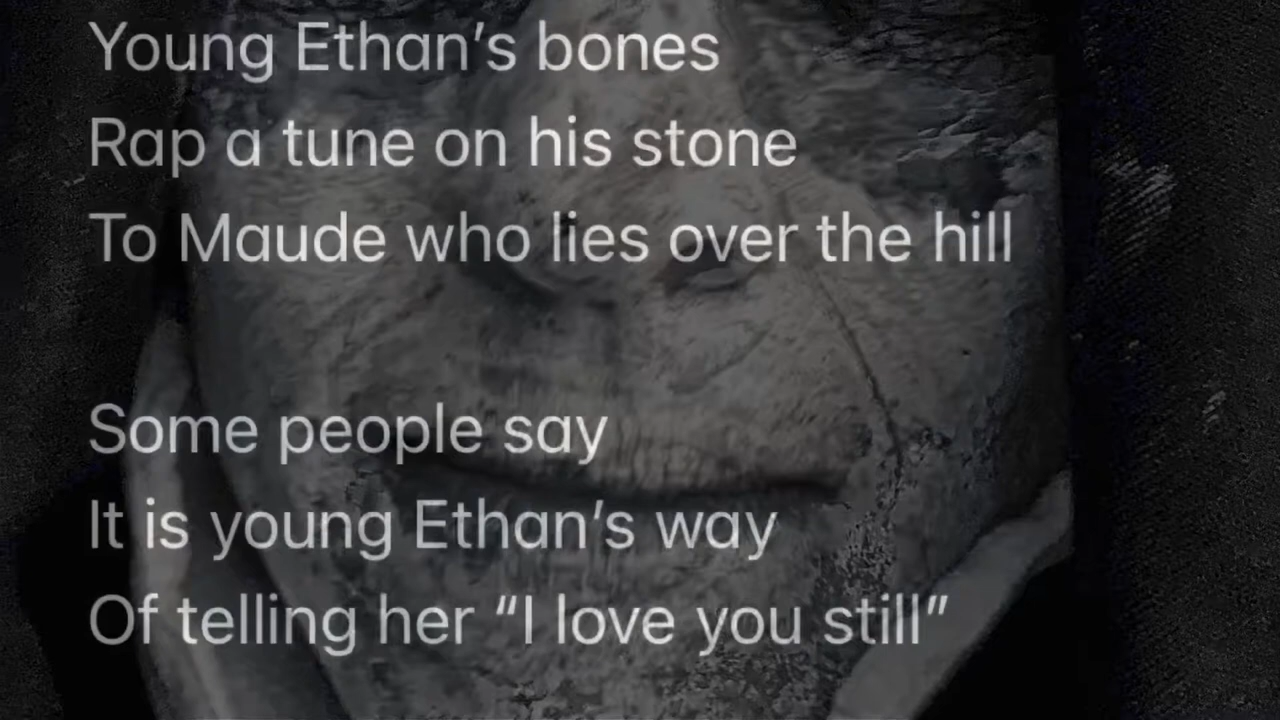 Young Ethan’s bones
Rap a tune on his stone
To Maude who lies over the hill
Some people say
It is young Ethan’s way
Of telling her “I love you still”